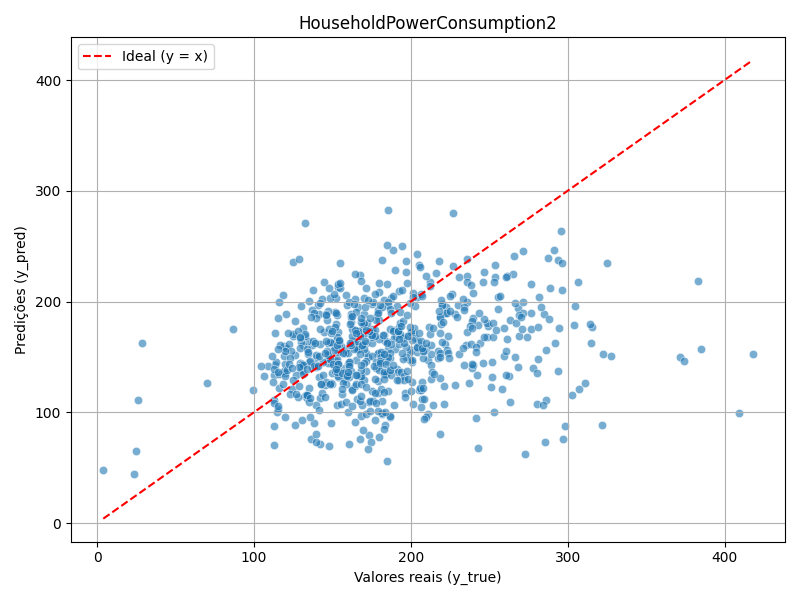 HouseholdPowerConsumption2
Ideal (y = x)
400
300
200
100
0
Predições (y_pred)
0 100 200 300 400
Valores reais (y_true)